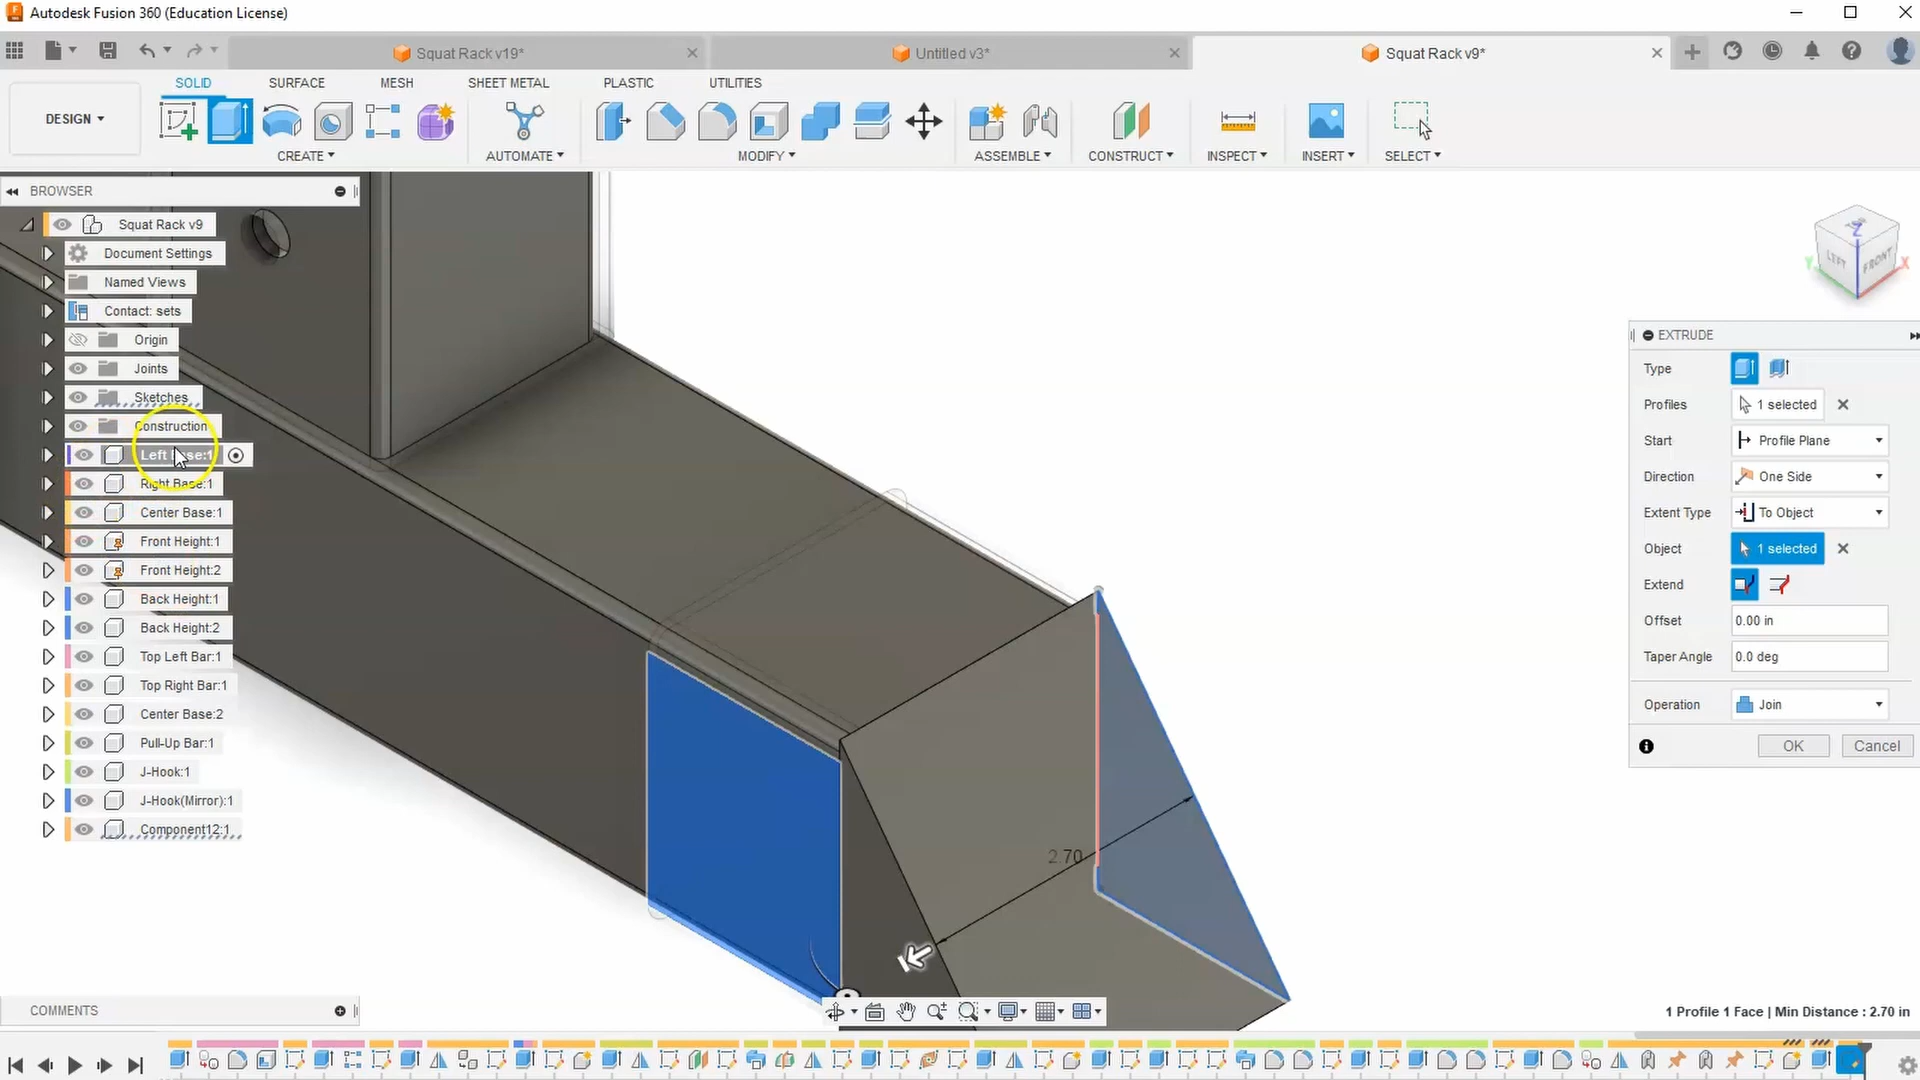 Autodesk Fusion 360 (Education License)
Squat Rack v19*
Untitled v3*
Squat Rack v9*
SOLID
SURFACE
MESH
SHEET METAL
PLASTIC
UTILITIES
DESIGN
CREATE
AUTOMATE
MODIFY
ASSEMBLE
CONSTRUCT
INSPECT
INSERT
SELECT
BROWSER
Squat Rack v9
Document Settings
Named Views
Contact: sets
Origin
Joints
Sketches
Construction
Left Base:1
Right Base:1
Center Base:1
Front Height:1
Front Height:2
Back Height:1
Back Height:2
Top Left Bar:1
Top Right Bar:1
Center Base:2
Pull-Up Bar:1
J-Hook:1
J-Hook(Mirror):1
Component12:1
Z
LEFT
FRONT
Y
X
2.70
EXTRUDE
Type
Profiles 1 selected
Start Profile Plane
Direction One Side
Extent Type To Object
Object 1 selected
Extend
Offset 0.00 in
Taper Angle 0.0 deg
Operation Join
OK Cancel
COMMENTS
1 Profile 1 Face | Min Distance : 2.70 in